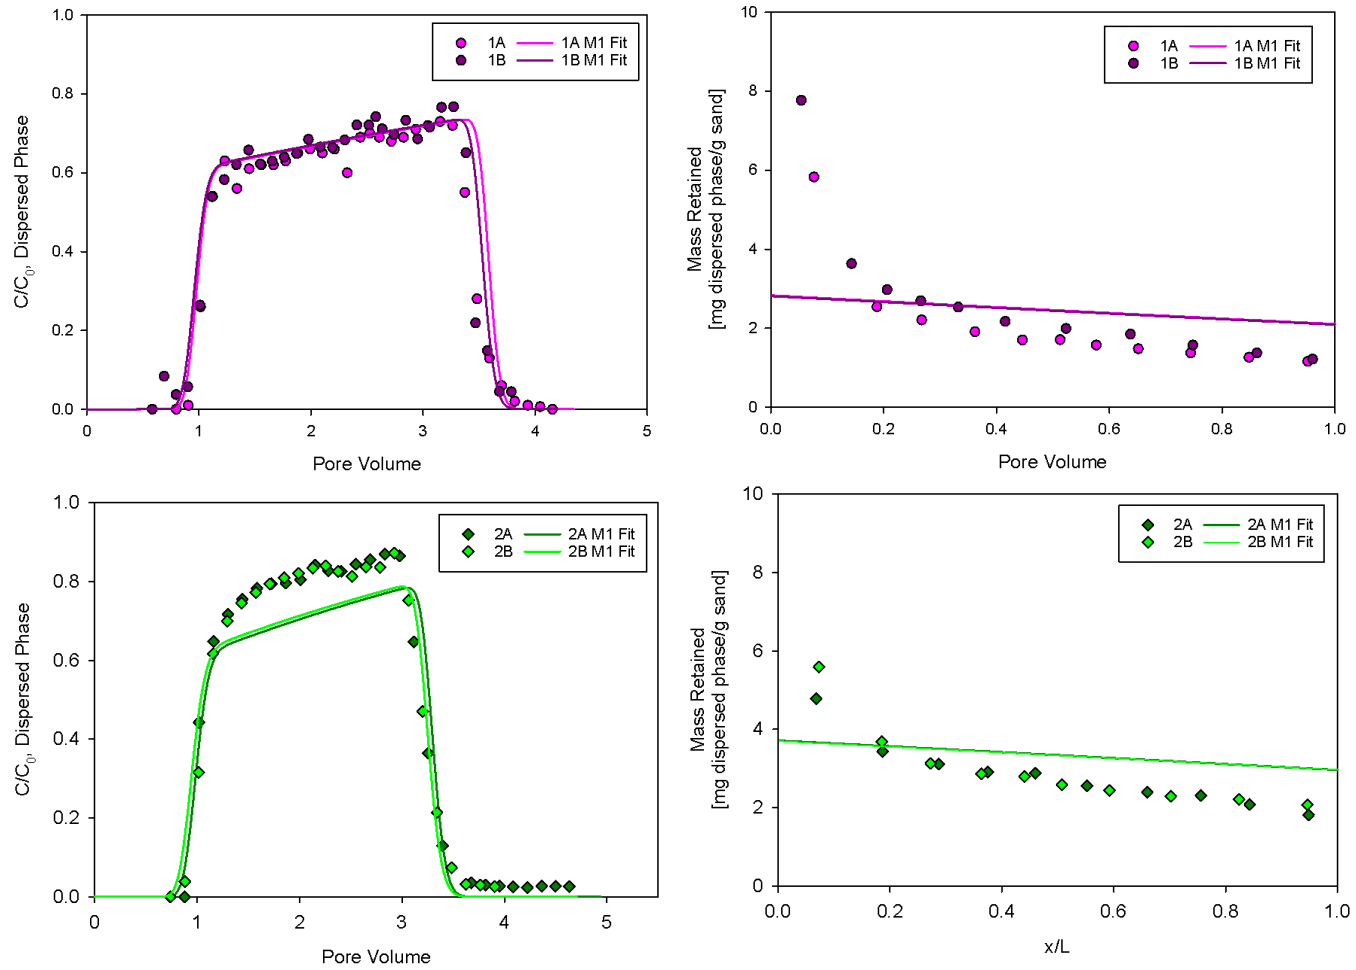 1.0
0.8
0.6
0.4
0.2
0.0
C/C0, Dispersed Phase
0 1 2 3 4 5
Pore Volume
1A 1A M1 Fit
1B 1B M1 Fit
10
8
6
4
2
0
Mass Retained
[mg dispersed phase/g sand]
0.0 0.2 0.4 0.6 0.8 1.0
Pore Volume
1A 1A M1 Fit
1B 1B M1 Fit
1.0
0.8
0.6
0.4
0.2
0.0
C/C0, Dispersed Phase
0 1 2 3 4 5
Pore Volume
2A 2A M1 Fit
2B 2B M1 Fit
10
8
6
4
2
0
Mass Retained
[mg dispersed phase/g sand]
0.0 0.2 0.4 0.6 0.8 1.0
x/L
2A 2A M1 Fit
2B 2B M1 Fit